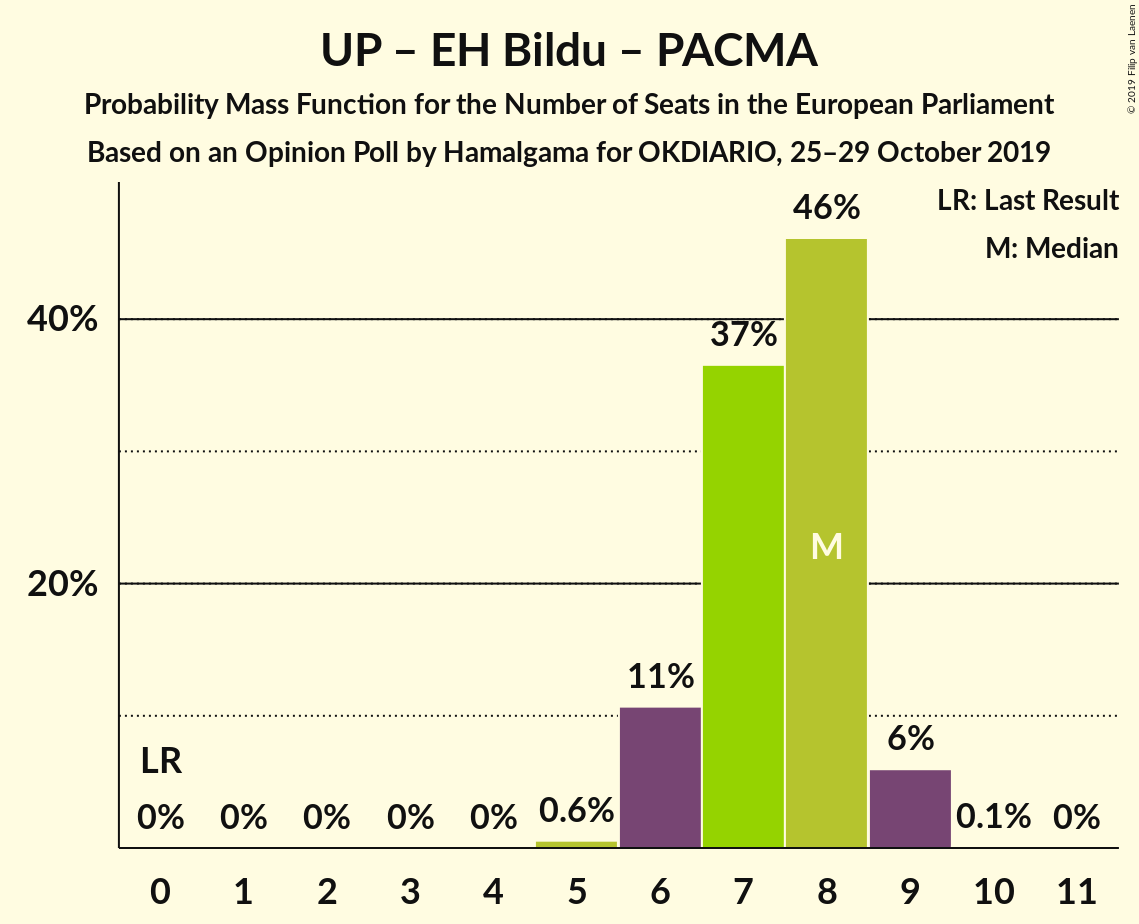 UP – EH Bildu – PACMA
Probability Mass Function for the Number of Seats in the European Parliament
Based on an Opinion Poll by Hamalgama for OKDIARIO, 25–29 October 2019
© 2019 Filip van Laenen
LR: Last Result
M: Median
46%
40%
37%
M
20%
11%
6%
LR
0% 0% 0% 0% 0% 0.6% 0.1% 0%
0 1 2 3 4 5 6 7 8 9 10 11